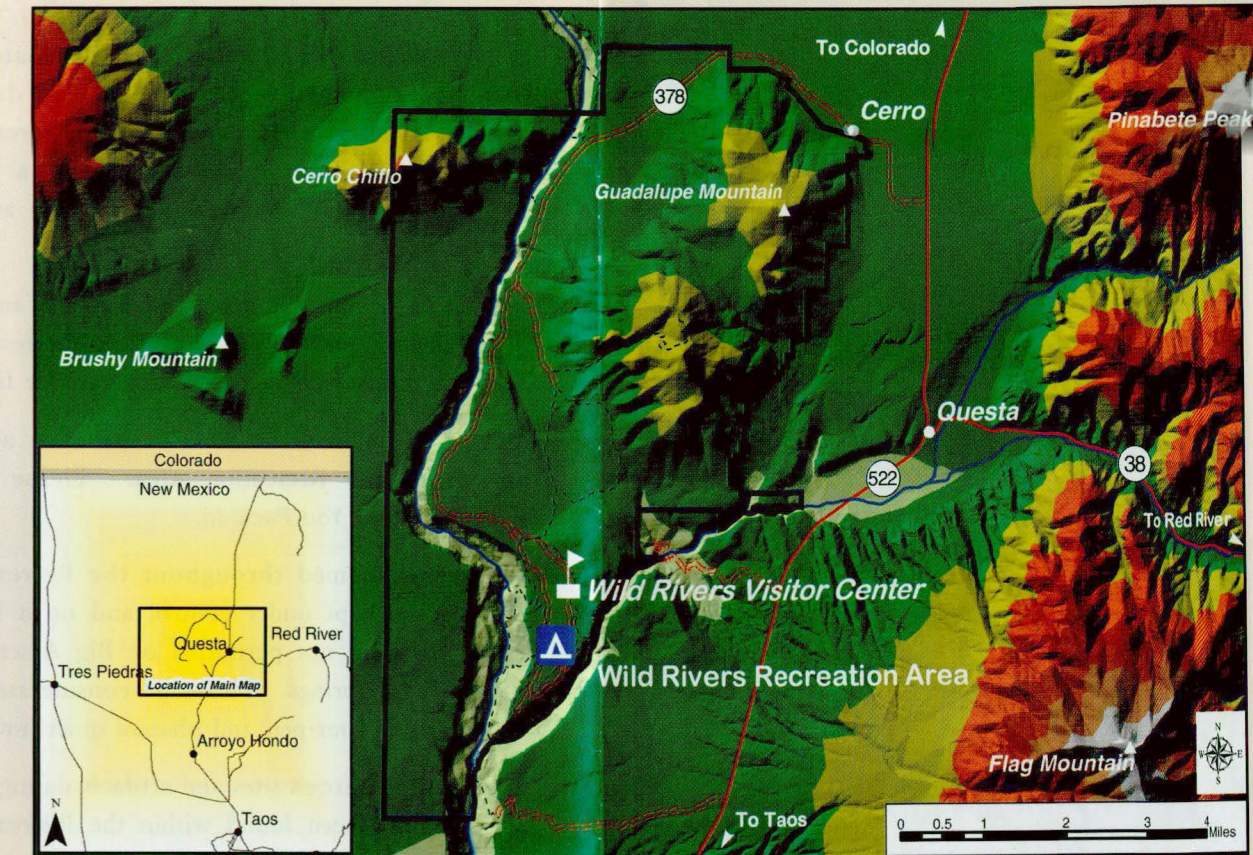 To Colorado
378
Cerro
Pinabete Peak
Cerro Chiflo
Guadalupe Mountain
Brushy Mountain
Questa
522
38
To Red River
Wild Rivers Visitor Center
Wild Rivers Recreation Area
Flag Mountain
To Taos
N
W
E
S
0 0.5 1 2 3 4
Miles
Colorado
New Mexico
Questa
Red River
Tres Piedras
Location of Main Map
Arroyo Hondo
N
Taos